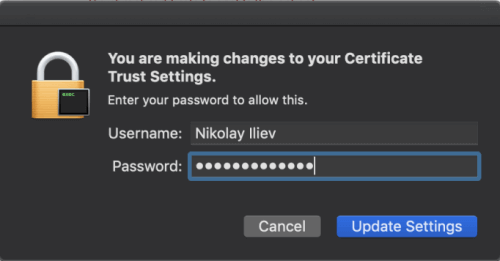 You are making changes to your Certificate
Trust Settings.
Enter your password to allow this.
Username: Nikolay Iliev
Password: •••••••••••••
Cancel Update Settings